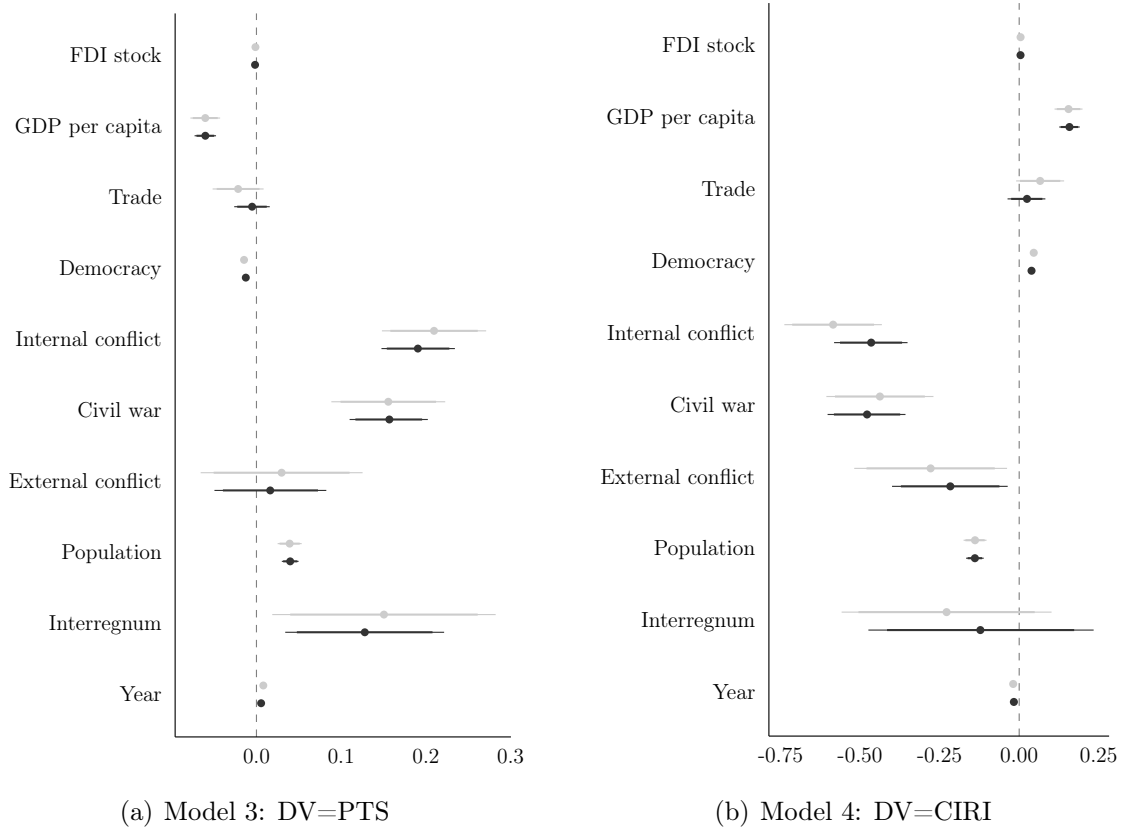 FDI stock
GDP per capita
Trade
Democracy
Internal conflict
Civil war
External conflict
Population
Interregnum
Year
0.0 0.1 0.2 0.3
(a) Model 3: DV=PTS
FDI stock
GDP per capita
Trade
Democracy
Internal conflict
Civil war
External conflict
Population
Interregnum
Year
-0.75 -0.50 -0.25 0.00 0.25
(b) Model 4: DV=CIRI